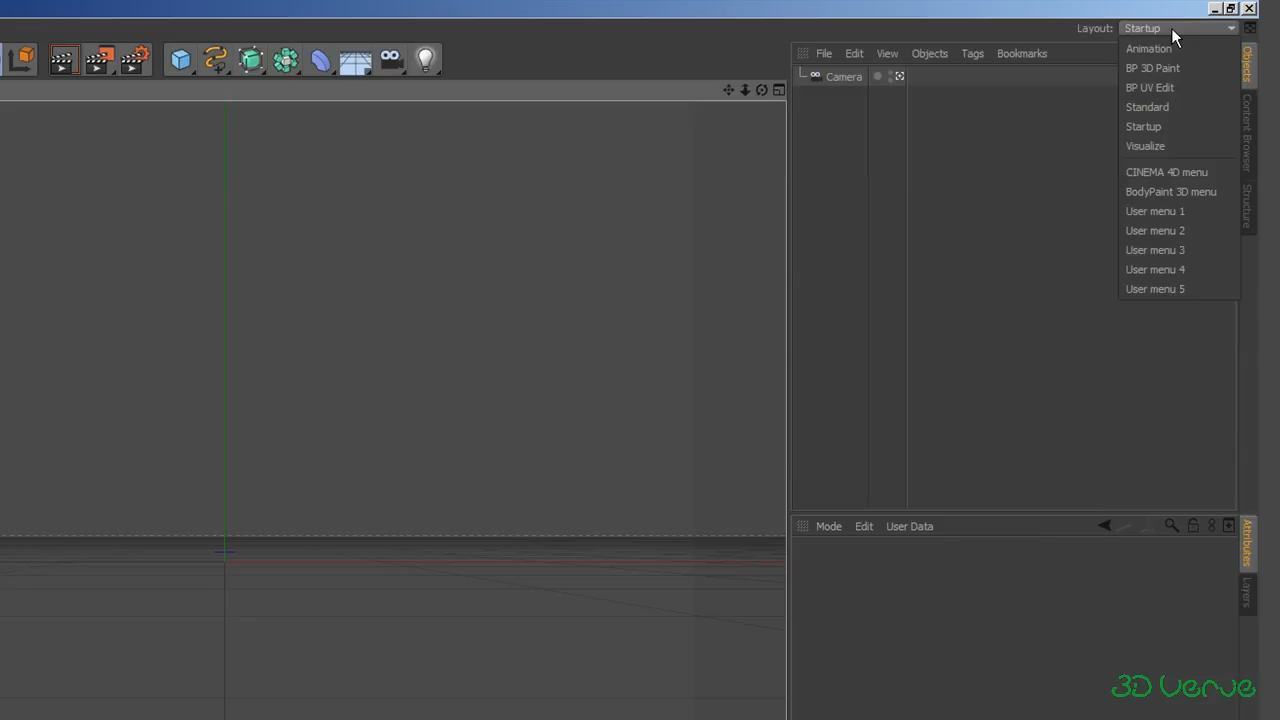 Layout: Startup
File Edit View Objects Tags Bookmarks
Camera
Animation
BP 3D Paint
BP UV Edit
Standard
Startup
Visualize
CINEMA 4D menu
BodyPaint 3D menu
User menu 1
User menu 2
User menu 3
User menu 4
User menu 5
Objects
Content Browser
Structure
Mode Edit User Data
Attributes
Layers
3D Verve